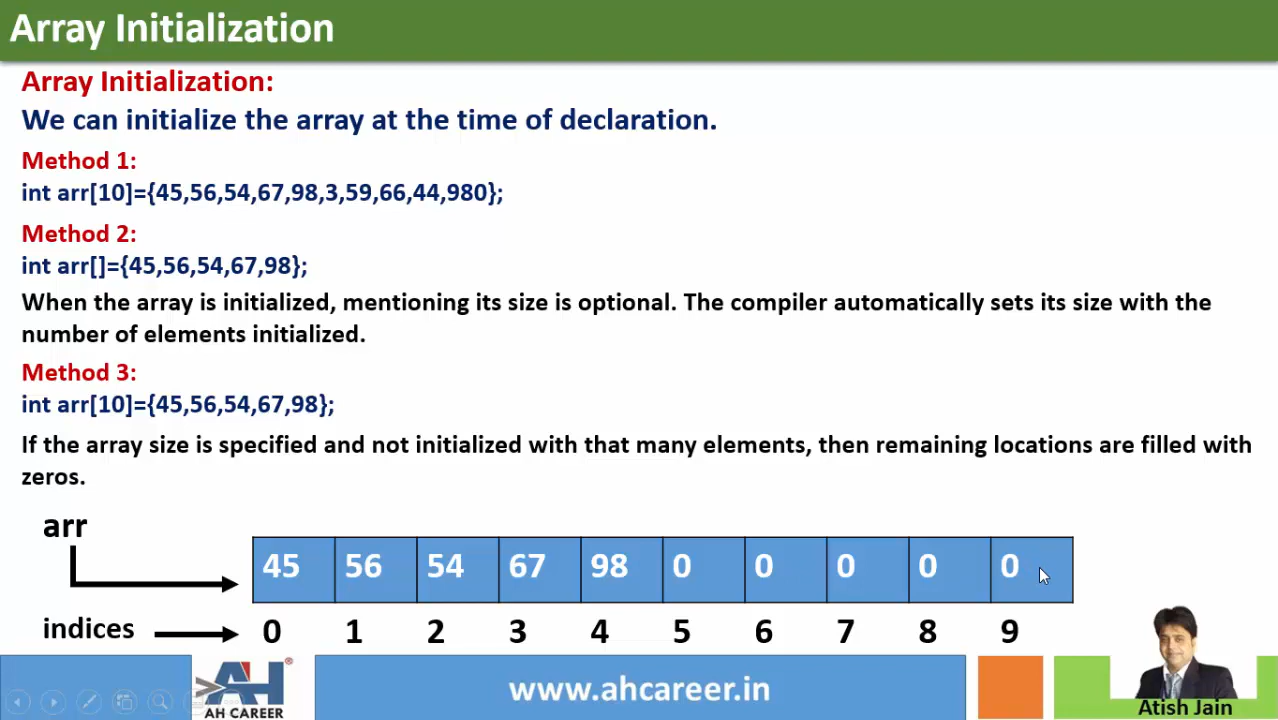 Array Initialization
Array Initialization:
We can initialize the array at the time of declaration.
Method 1:
int arr[10]={45,56,54,67,98,3,59,66,44,980};
Method 2:
int arr[]={45,56,54,67,98};
When the array is initialized, mentioning its size is optional. The compiler automatically sets its size with the
number of elements initialized.
Method 3:
int arr[10]={45,56,54,67,98};
If the array size is specified and not initialized with that many elements, then remaining locations are filled with
zeros.
arr
45 56 54 67 98 0 0 0 0 0
indices 0 1 2 3 4 5 6 7 8 9
AH ®
AH CAREER
www.ahcareer.in
Atish Jain